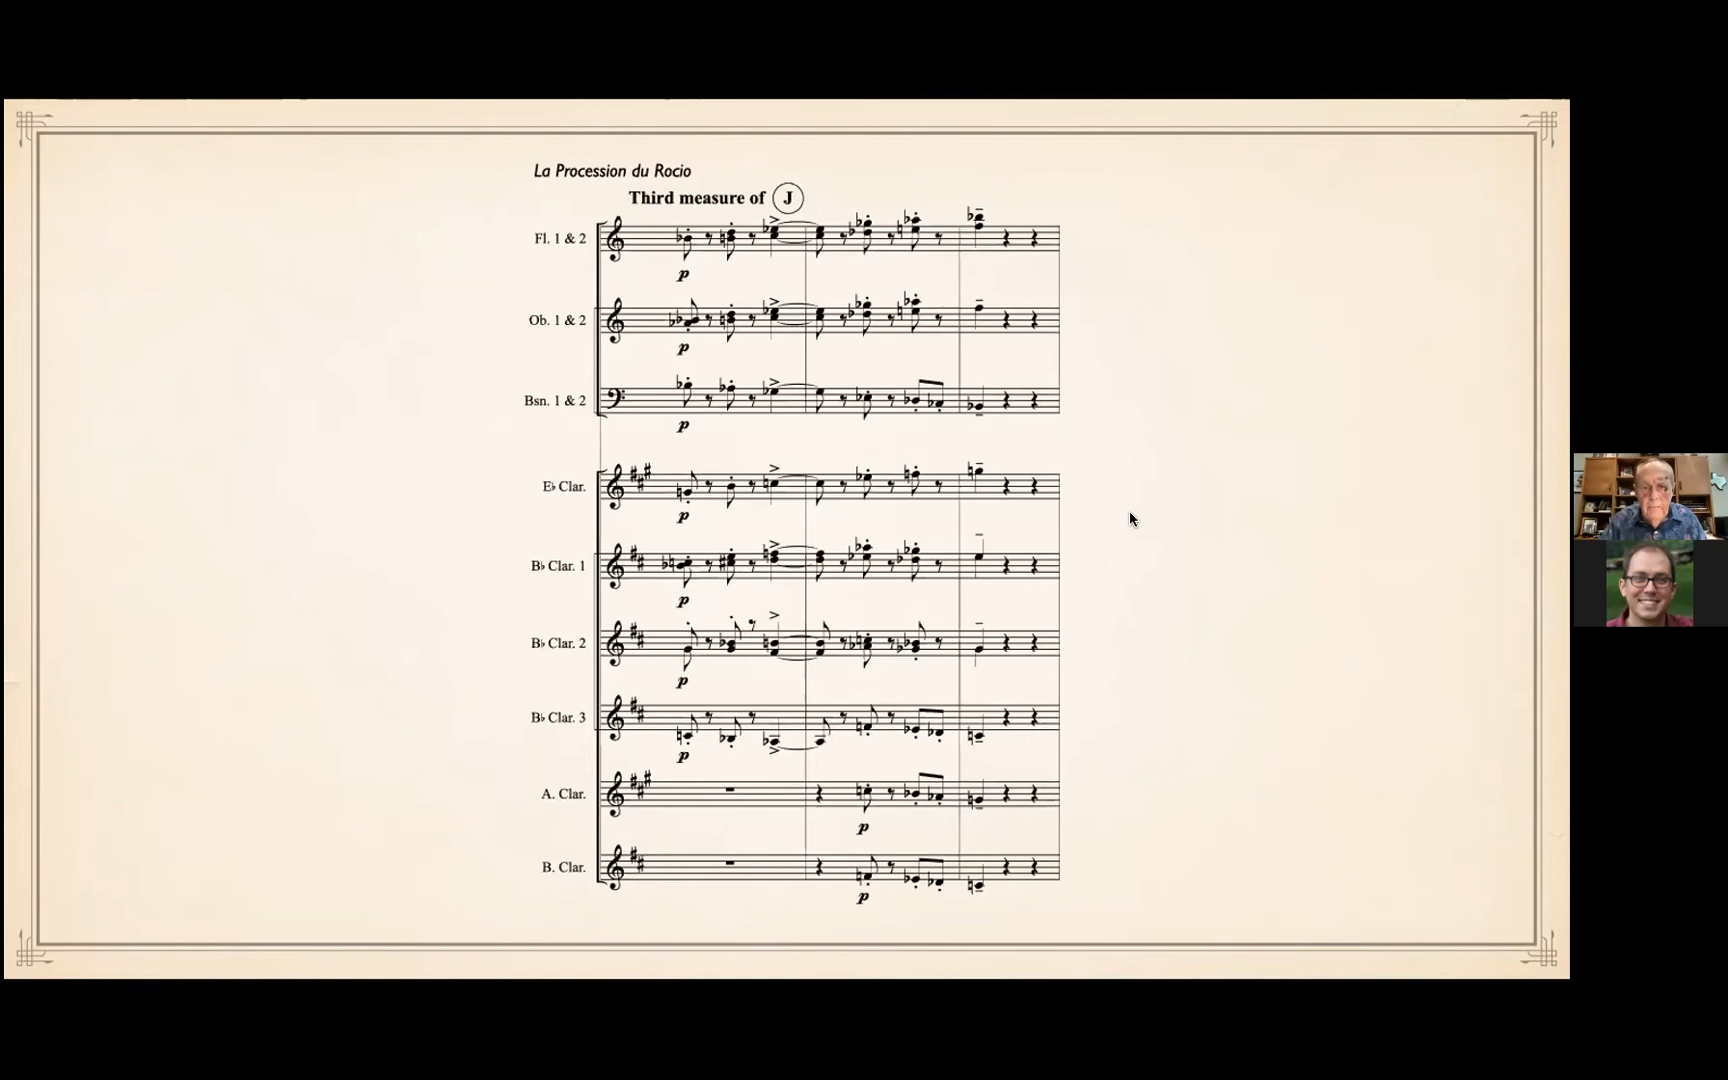 La Procession du Rocio
Third measure of J
Fl. 1 & 2
p
Ob. 1 & 2
p
Bsn. 1 & 2
p
E♭ Clar.
p
B♭ Clar. 1
p
B♭ Clar. 2
p
B♭ Clar. 3
p
A. Clar.
p
B. Clar.
p